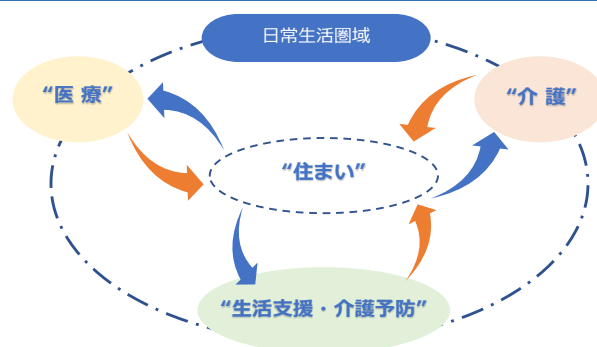 日常生活圏域
“医 療”
“介 護”
“住まい”
“生活支援・介護予防”